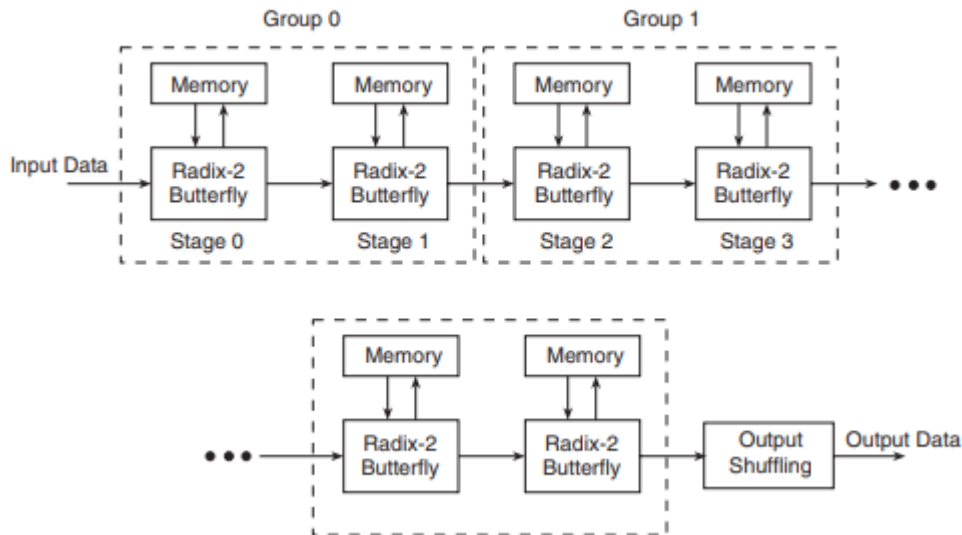 Group 0
Group 1
Memory
Memory
Memory
Memory
Input Data
Radix-2
Butterfly
Radix-2
Butterfly
Radix-2
Butterfly
Radix-2
Butterfly
Stage 0
Stage 1
Stage 2
Stage 3
Memory
Memory
Radix-2
Butterfly
Radix-2
Butterfly
Output
Shuffling
Output Data